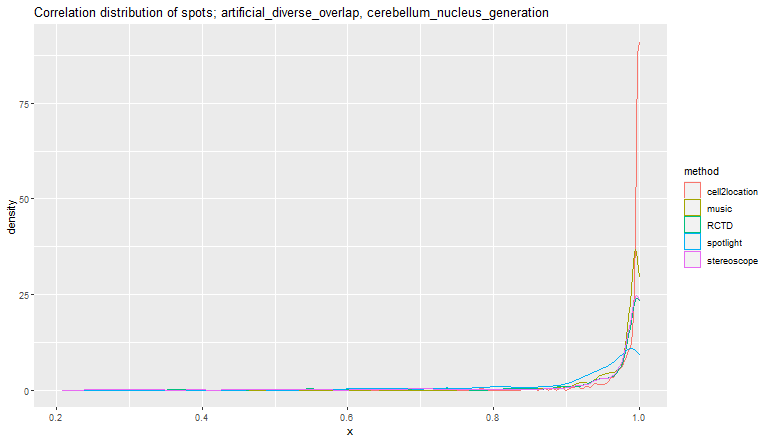 Correlation distribution of spots; artificial_diverse_overlap, cerebellum_nucleus_generation
75
50
25
0
density
0.2 0.4 0.6 0.8 1.0
x
method
cell2location
music
RCTD
spotlight
stereoscope